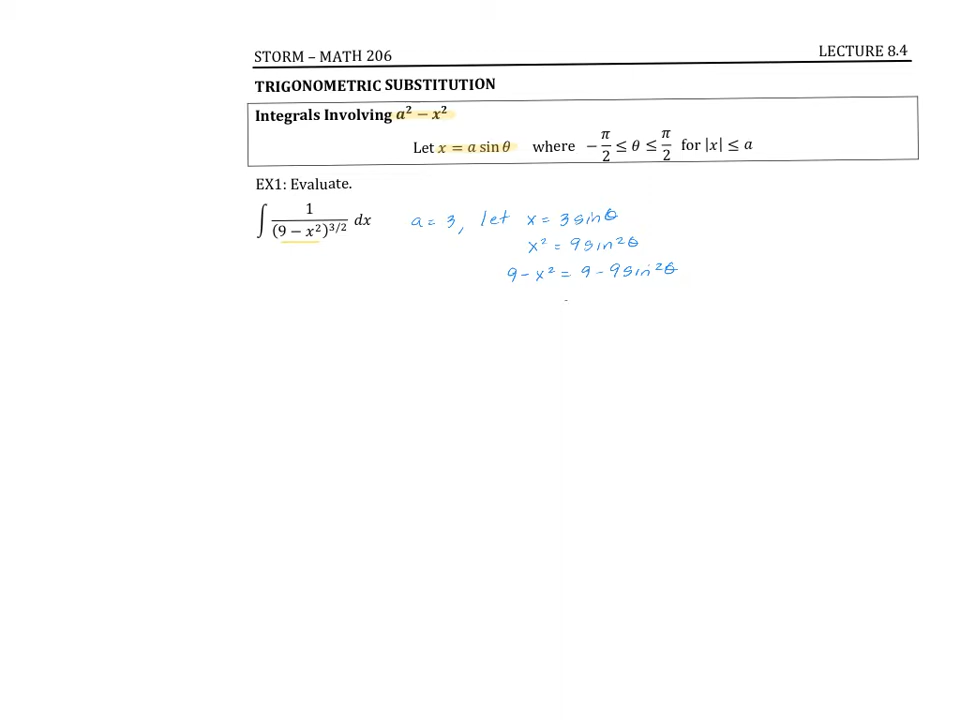 STORM – MATH 206 LECTURE 8.4
TRIGONOMETRIC SUBSTITUTION
Integrals Involving a² − x²
Let x = a sin θ where −π/2 ≤ θ ≤ π/2 for |x| ≤ a
EX1: Evaluate.
∫ 1/(9 − x²)^{3/2} dx a = 3, let x = 3 sin θ
x² = 9 sin²θ
9 − x² = 9 − 9 sin²θ